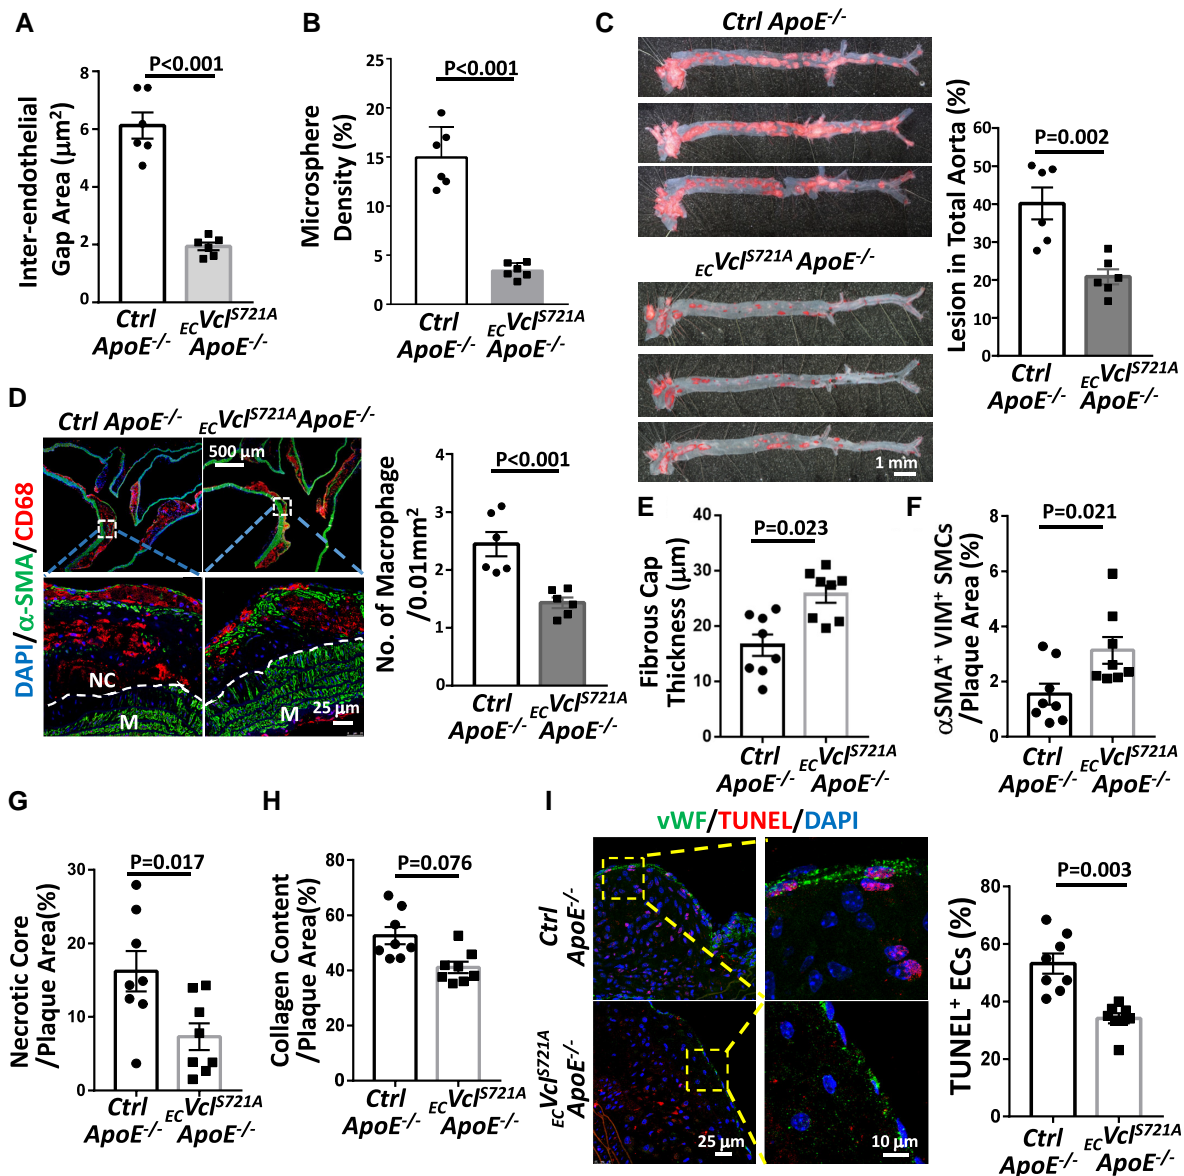 A
Inter-endothelial
Gap Area (μm²)
P<0.001
8
6
4
2
0
Ctrl
ApoE-/-
ECVclS721A
ApoE-/-
B
Microsphere
Density (%)
P<0.001
25
20
15
10
5
0
Ctrl
ApoE-/-
ECVclS721A
ApoE-/-
C
Ctrl ApoE-/-
ECVclS721A ApoE-/-
1 mm
Lesion in Total Aorta (%)
P=0.002
60
50
40
30
20
10
0
Ctrl
ApoE-/-
ECVclS721A
ApoE-/-
D
Ctrl ApoE-/-
ECVclS721A ApoE-/-
DAPI/α-SMA/CD68
500 μm
NC
M
M
25 μm
No. of Macrophage
/0.01mm²
P<0.001
4
3
2
1
0
Ctrl
ApoE-/-
ECVclS721A
ApoE-/-
E
Fibrous Cap
Thickness (μm)
P=0.023
40
30
20
10
0
Ctrl
ApoE-/-
ECVclS721A
ApoE-/-
F
αSMA+ VIM+ SMCs
/Plaque Area (%)
P=0.021
8
6
4
2
0
Ctrl
ApoE-/-
ECVclS721A
ApoE-/-
G
Necrotic Core
/Plaque Area(%)
P=0.017
30
20
10
0
Ctrl
ApoE-/-
ECVclS721A
ApoE-/-
H
Collagen Content
/Plaque Area(%)
P=0.076
80
60
40
20
0
Ctrl
ApoE-/-
ECVclS721A
ApoE-/-
I
vWF/TUNEL/DAPI
Ctrl
ApoE-/-
ECVclS721A
ApoE-/-
25 μm
10 μm
TUNEL+ ECs (%)
P=0.003
80
60
40
20
0
Ctrl
ApoE-/-
ECVclS721A
ApoE-/-